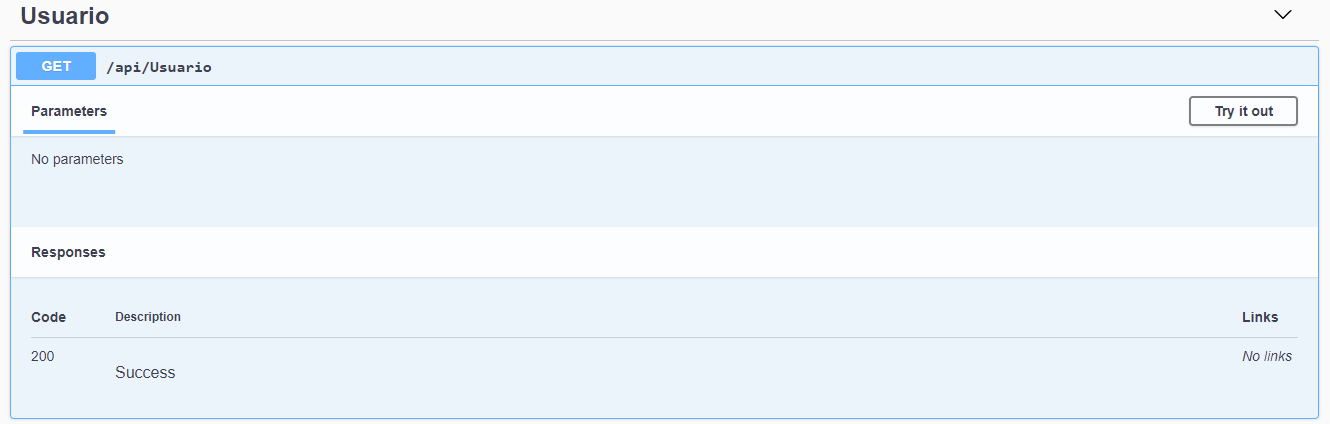 Usuario
GET /api/Usuario
Parameters Try it out
No parameters
Responses
Code Description Links
200 Success No links